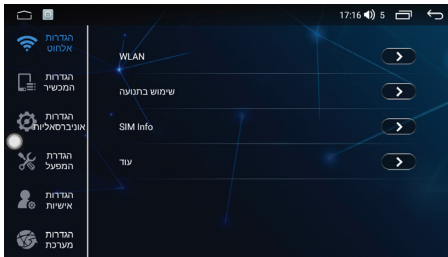 17:16 5
הגדרות
אלחוט
הגדרות
המכשיר
הגדרות
אוניברסאליות
הגדרת
המפעל
הגדרות
אישיות
הגדרות
מערכת
WLAN
שימוש בתנועה
SIM Info
עוד